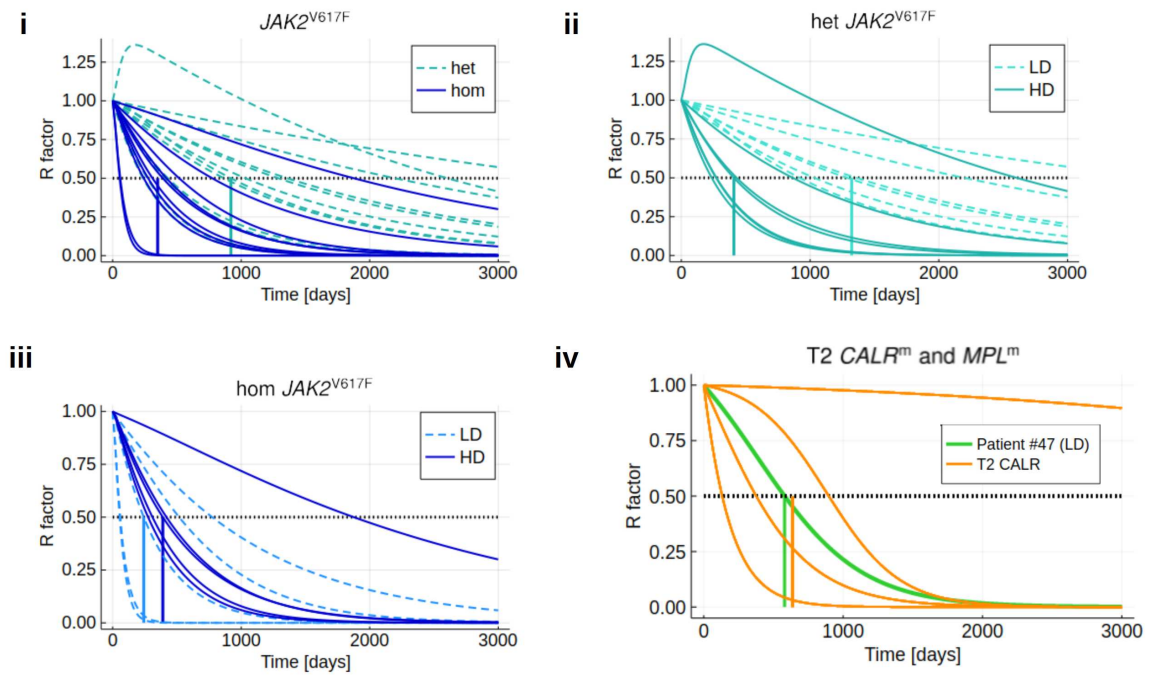 i
JAK2V617F
R factor
1.25
1.00
0.75
0.50
0.25
0.00
het
hom
0
1000
2000
3000
Time [days]
ii
het JAK2V617F
R factor
1.25
1.00
0.75
0.50
0.25
0.00
LD
HD
0
1000
2000
3000
Time [days]
iii
hom JAK2V617F
R factor
1.00
0.75
0.50
0.25
0.00
LD
HD
0
1000
2000
3000
Time [days]
iv
T2 CALRm and MPLm
R factor
1.00
0.75
0.50
0.25
0.00
Patient #47 (LD)
T2 CALR
0
1000
2000
3000
Time [days]